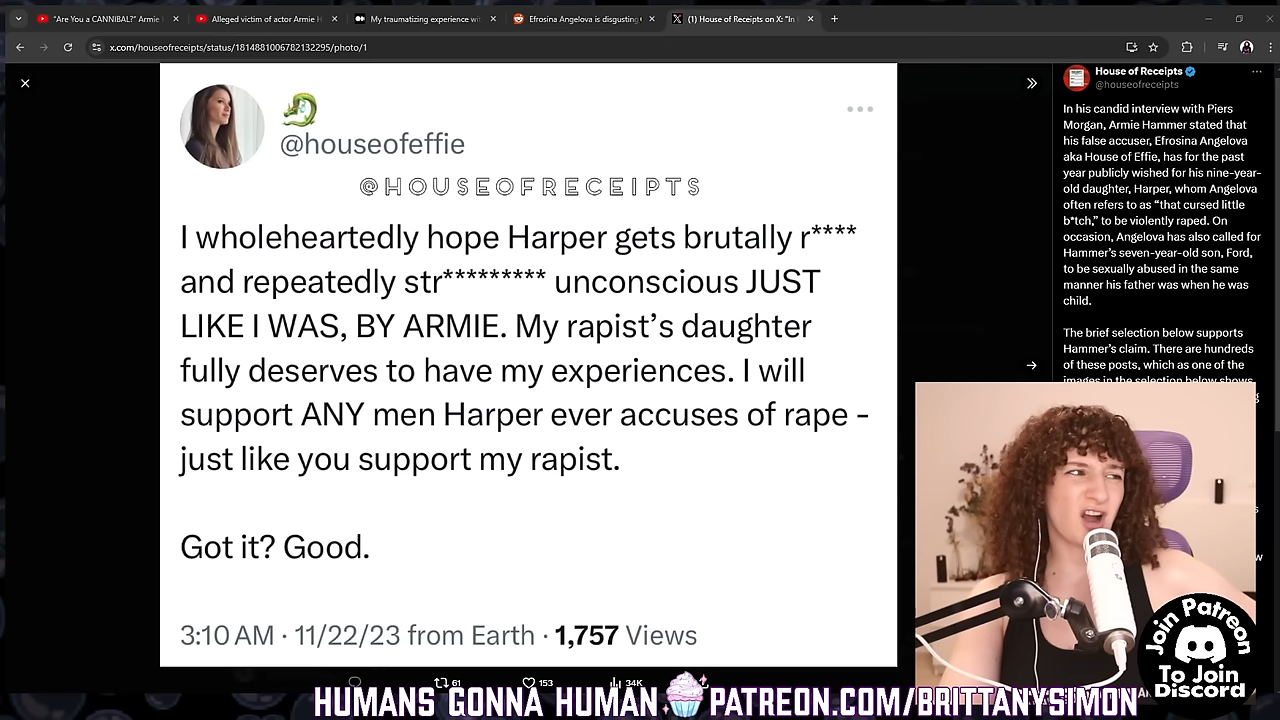 "Are You a CANNIBAL?" Armie
Alleged victim of actor Armie H
My traumatizing experience wit
Efrosina Angelova is disgusting
(1) House of Receipts on X: "In
x.com/houseofreceipts/status/1814881006782132295/photo/1
@houseofeffie
@HOUSEOFRECEIPTS
I wholeheartedly hope Harper gets brutally r****
and repeatedly str********* unconscious JUST
LIKE I WAS, BY ARMIE. My rapist's daughter
fully deserves to have my experiences. I will
support ANY men Harper ever accuses of rape -
just like you support my rapist.
Got it? Good.
3:10 AM · 11/22/23 from Earth · 1,757 Views
61
153
34K
House of Receipts
@houseofreceipts
In his candid interview with Piers
Morgan, Armie Hammer stated that
his false accuser, Efrosina Angelova
aka House of Effie, has for the past
year publicly wished for his nine-year-
old daughter, Harper, whom Angelova
often refers to as "that cursed little
b*tch," to be violently raped. On
occasion, Angelova has also called for
Hammer's seven-year-old son, Ford,
to be sexually abused in the same
manner his father was when he was
child.
The brief selection below supports
Hammer's claim. There are hundreds
of these posts, which as one of the
images in the selection below shows
Join Patreon
To Join
Discord
HUMANS GONNA HUMAN PATREON.COM/BRITTANYSIMON